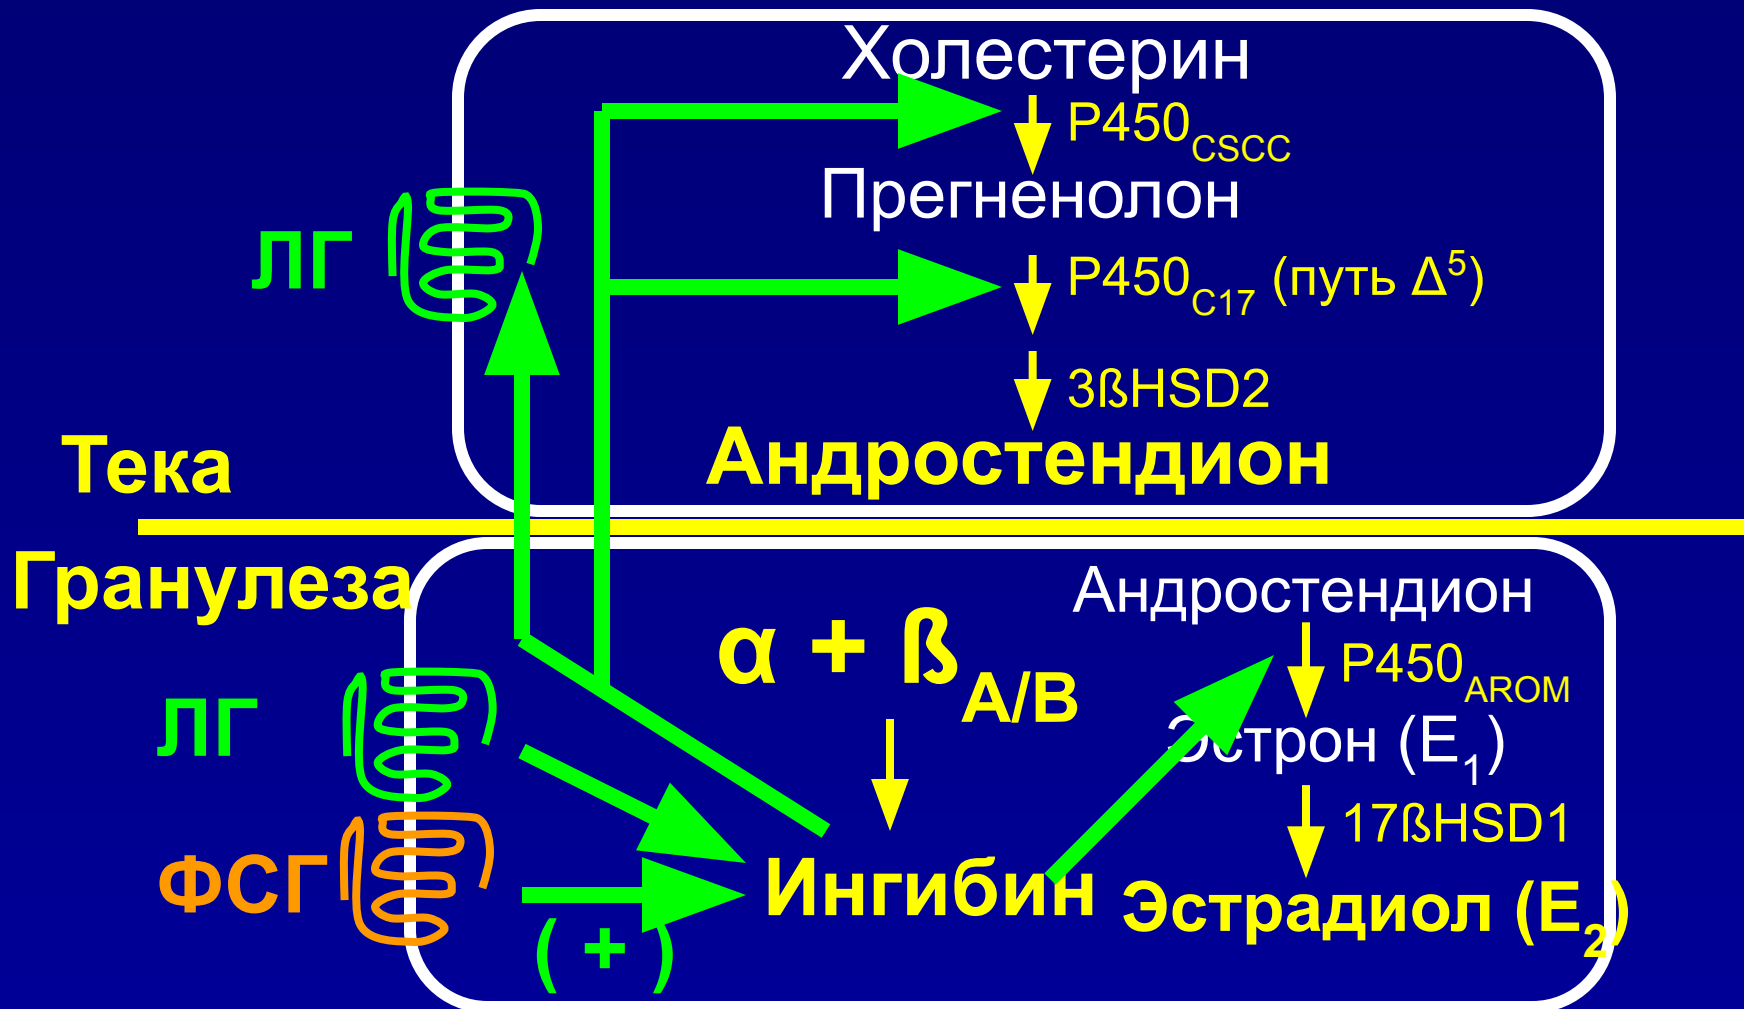 Холестерин
P450CSCC
Прегненолон
ЛГ
P450C17 (путь Δ⁵)
3ßHSD2
Андростендион
Тека
Гранулеза
Андростендион
α + ßA/B
P450AROM
ЛГ
Эстрон (E₁)
17ßHSD1
ФСГ
Ингибин
Эстрадиол (E₂)
( + )